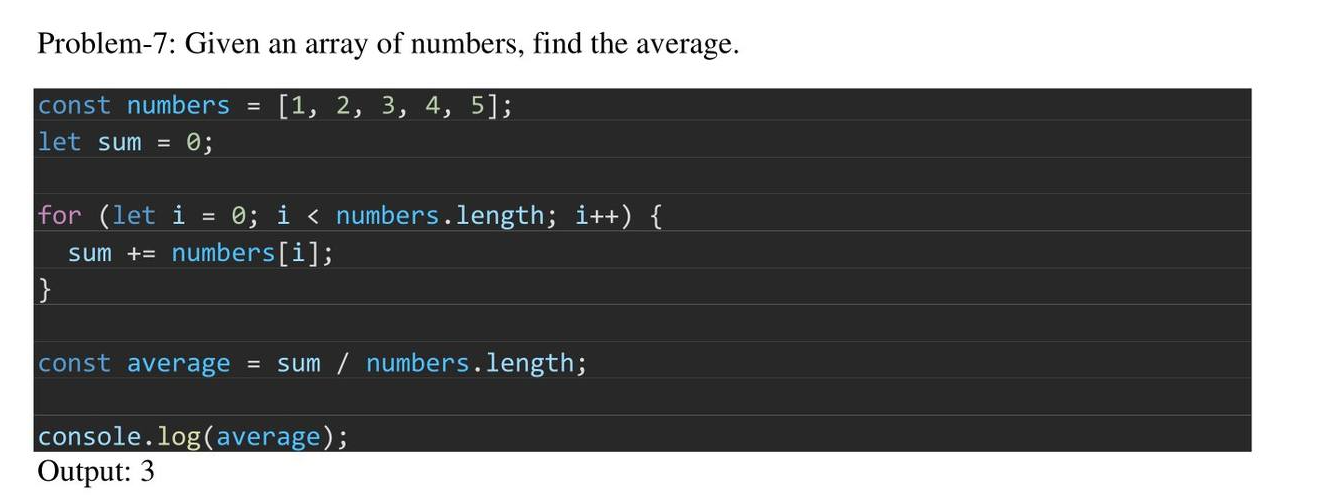 Problem-7: Given an array of numbers, find the average.
const numbers = [1, 2, 3, 4, 5];
let sum = 0;
for (let i = 0; i < numbers.length; i++) {
  sum += numbers[i];
}
const average = sum / numbers.length;
console.log(average);
Output: 3